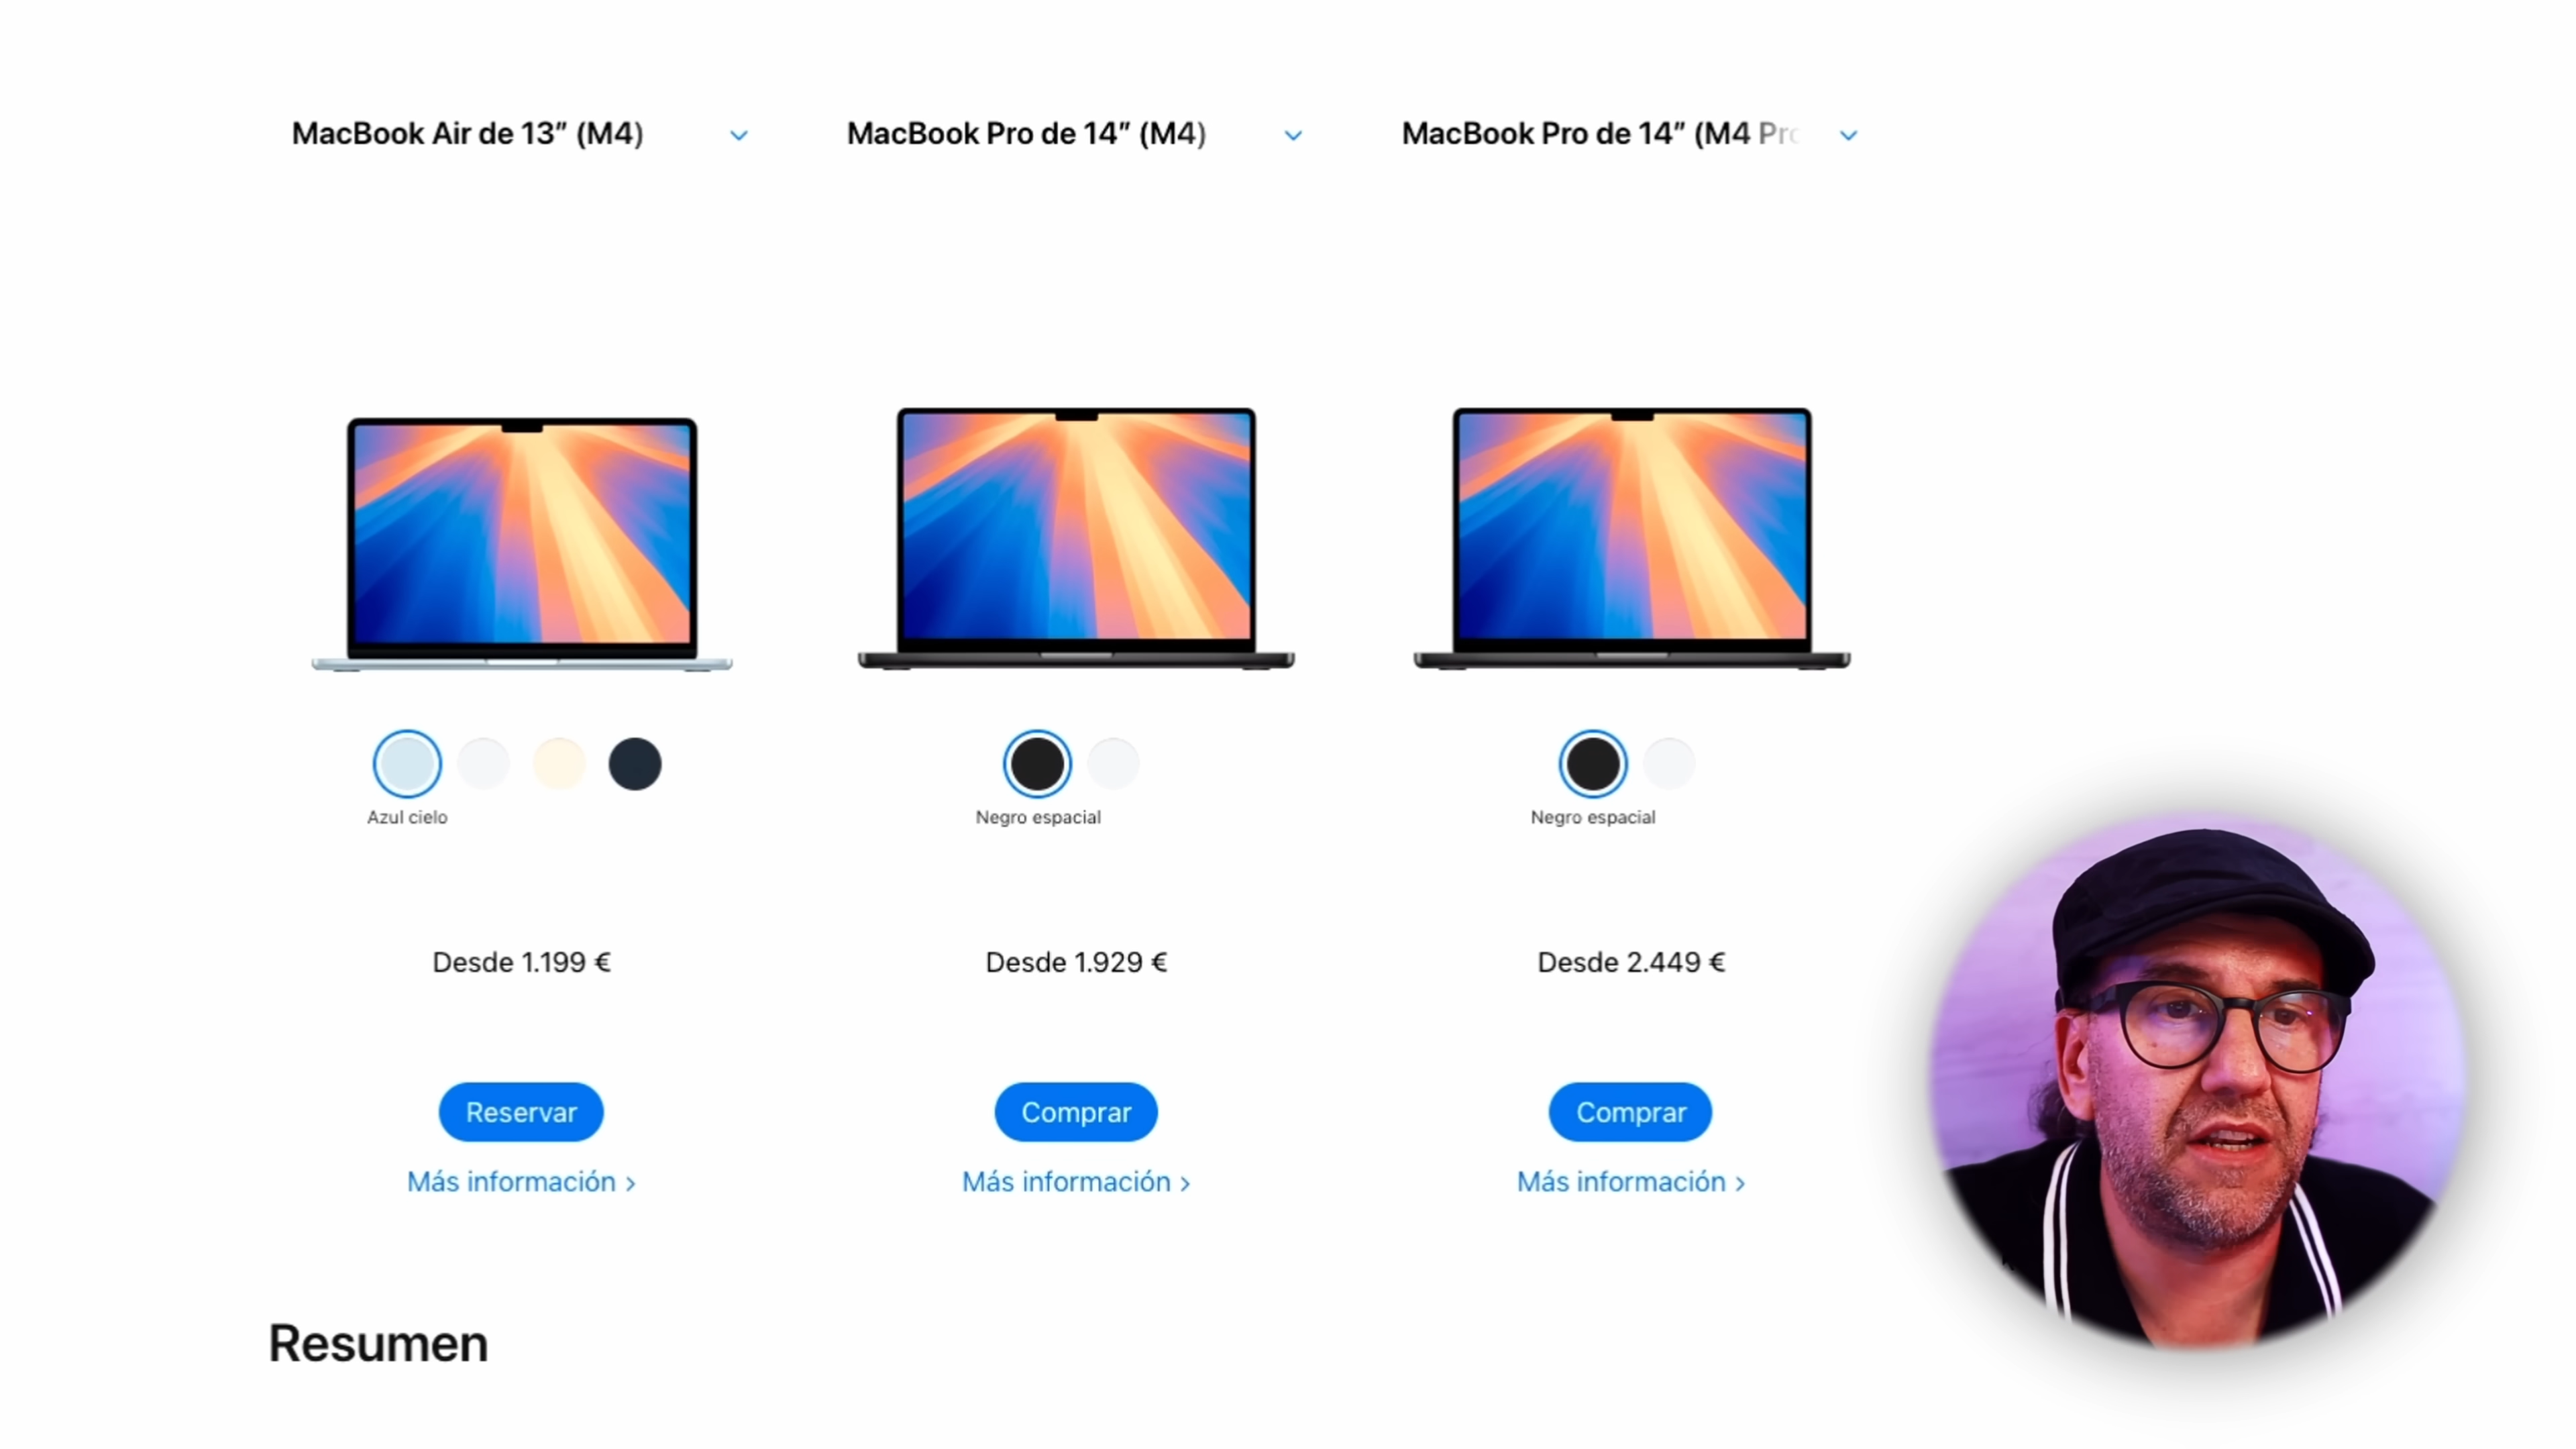 MacBook Air de 13” (M4)
MacBook Pro de 14” (M4)
MacBook Pro de 14” (M4 Pro
Azul cielo
Negro espacial
Negro espacial
Desde 1.199 €
Desde 1.929 €
Desde 2.449 €
Reservar
Comprar
Comprar
Más información >
Más información >
Más información >
Resumen